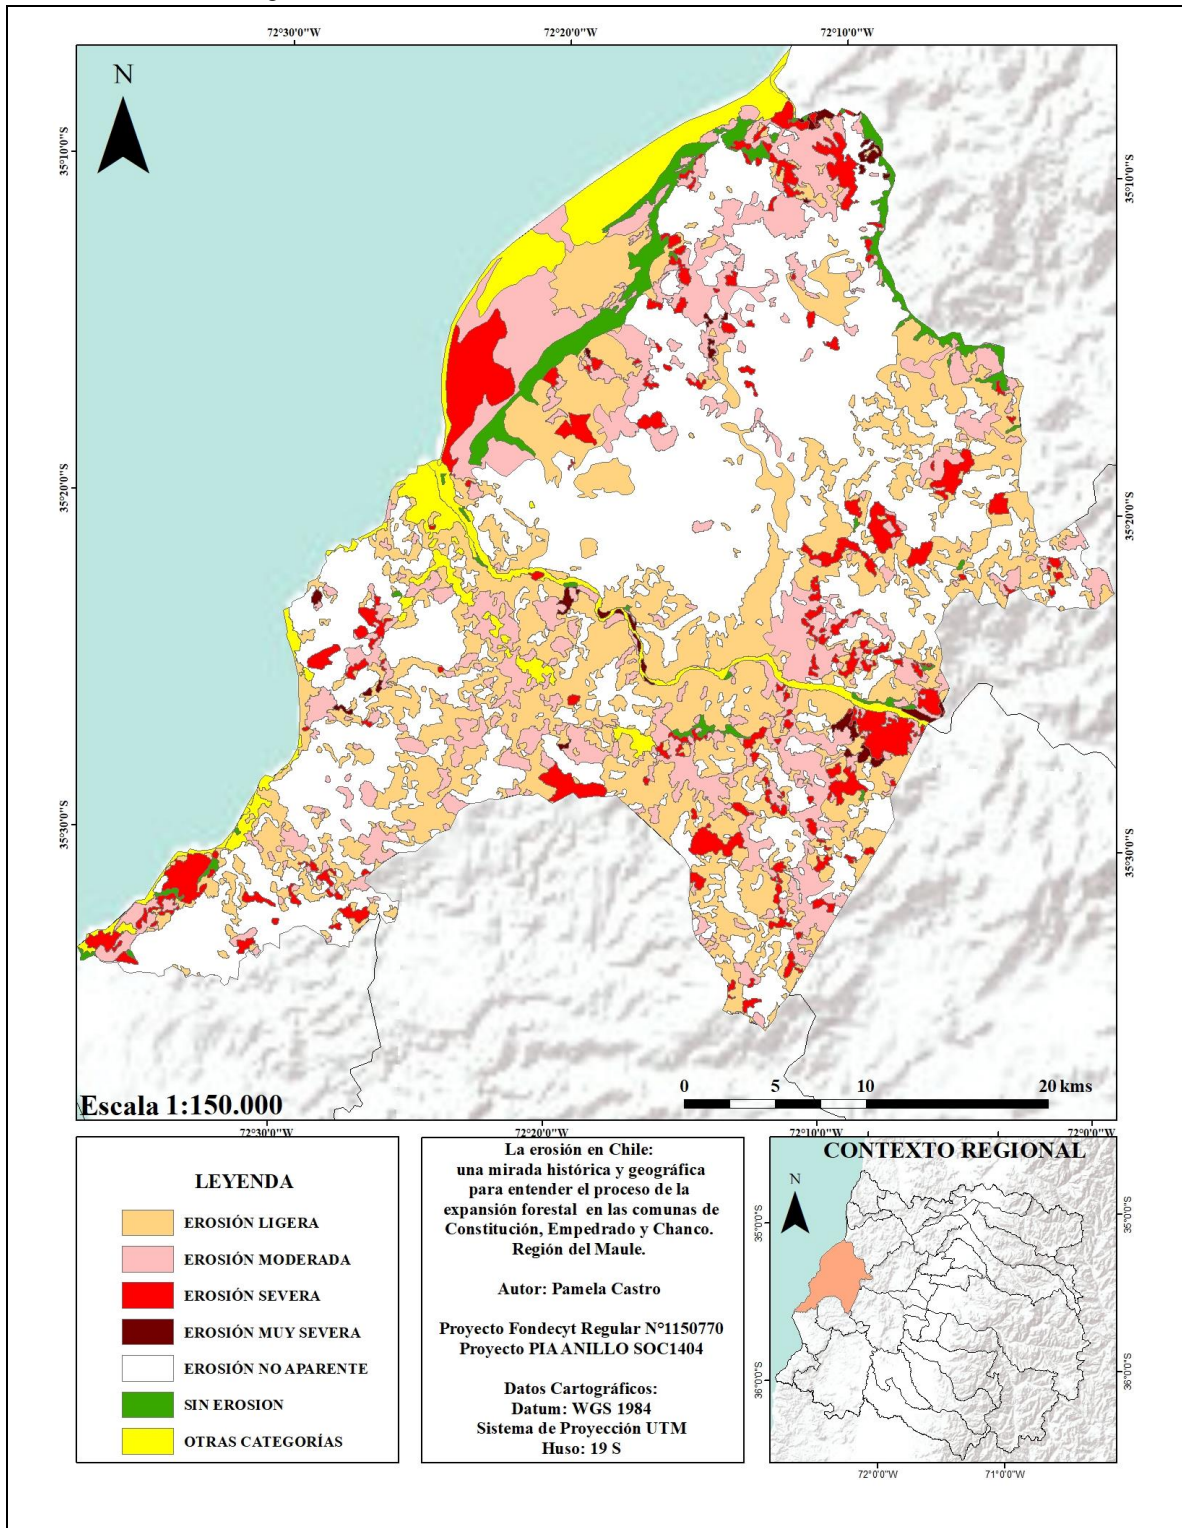 72°30'0"W
72°20'0"W
72°10'0"W
N
35°10'0"S
35°10'0"S
35°20'0"S
35°20'0"S
35°30'0"S
35°30'0"S
0 5 10 20 kms
Escala 1:150.000
72°30'0"W
72°20'0"W
72°10'0"W
72°0'0"W
LEYENDA
EROSIÓN LIGERA
EROSIÓN MODERADA
EROSIÓN SEVERA
EROSIÓN MUY SEVERA
EROSIÓN NO APARENTE
SIN EROSION
OTRAS CATEGORÍAS
La erosión en Chile:
una mirada histórica y geográfica
para entender el proceso de la
expansión forestal en las comunas de
Constitución, Empedrado y Chanco.
Región del Maule.
Autor: Pamela Castro
Proyecto Fondecyt Regular N°1150770
Proyecto PIA ANILLO SOC1404
Datos Cartográficos:
Datum: WGS 1984
Sistema de Proyección UTM
Huso: 19 S
CONTEXTO REGIONAL
N
35°0'0"S
35°0'0"S
36°0'0"S
36°0'0"S
72°0'0"W
71°0'0"W